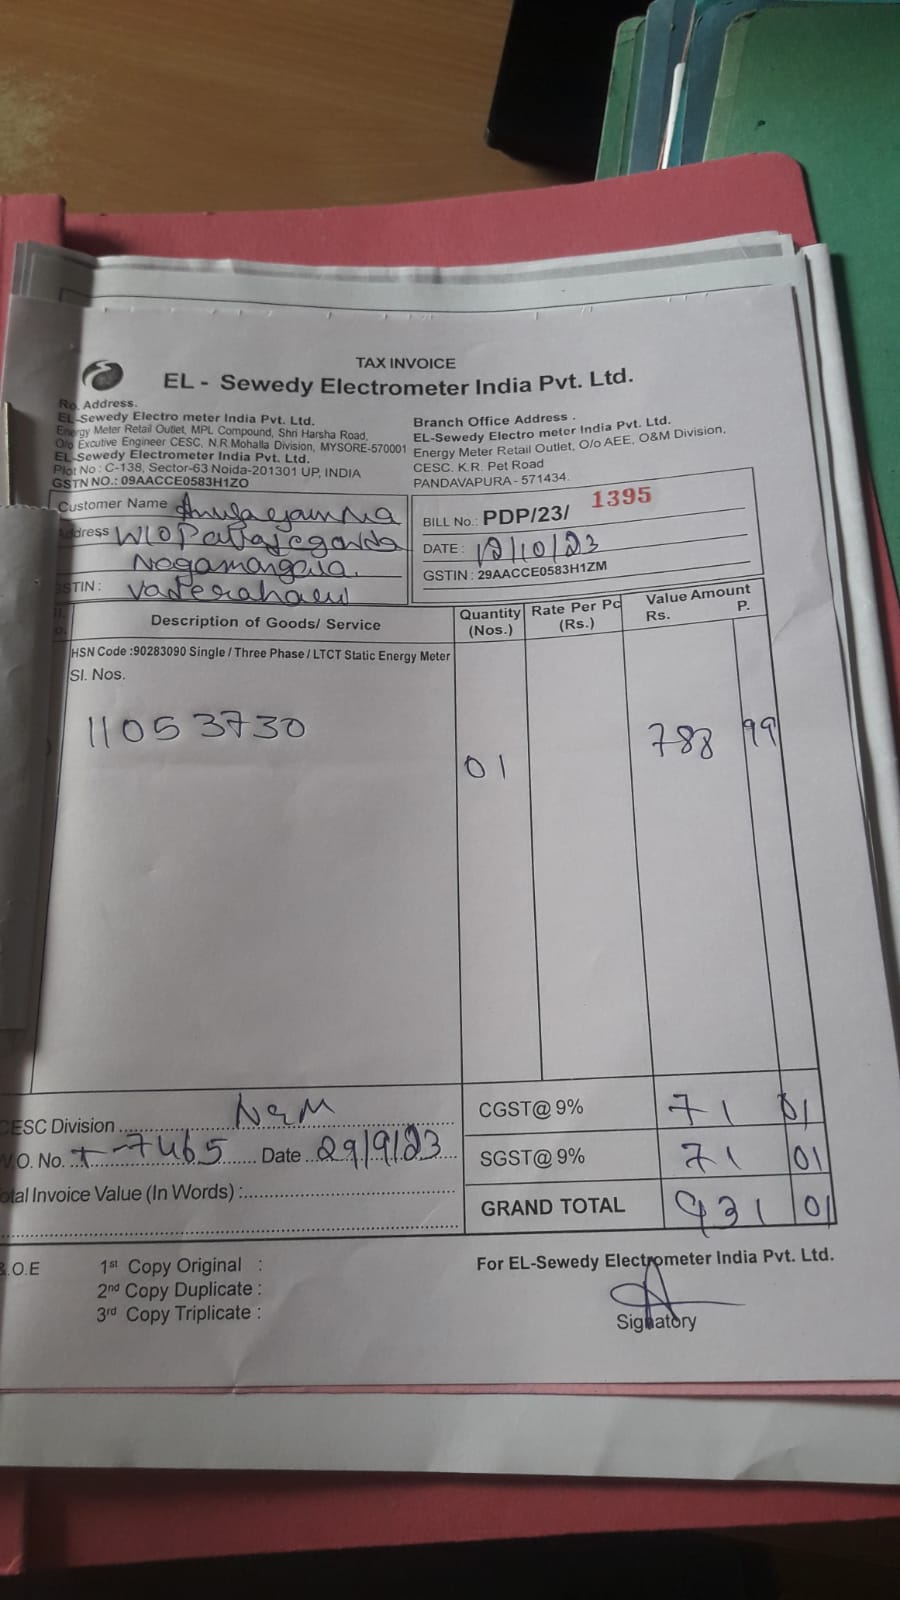 TAX INVOICE
EL - Sewedy Electrometer India Pvt. Ltd.
Ro. Address.
EL-Sewedy Electro meter India Pvt. Ltd.
Energy Meter Retail Outlet, MPL Compound, Shri Harsha Road,
O/o Excutive Engineer CESC, N.R.Mohalla Division, MYSORE-570001
EL-Sewedy Electrometer India Pvt. Ltd.
Plot No : C-138, Sector-63 Noida-201301 UP, INDIA
GSTN NO.: 09AACCE0583H1ZO
Branch Office Address .
EL-Sewedy Electro meter India Pvt. Ltd.
Energy Meter Retail Outlet, O/o AEE, O&M Division,
CESC. K.R. Pet Road
PANDAVAPURA - 571434.
Customer Name
Address W/O
Nagamangala
GSTIN :
BILL No.: PDP/23/ 1395
DATE : 12/10/23
GSTIN : 29AACCE0583H1ZM
Description of Goods/ Service Quantity (Nos.) Rate Per Pc (Rs.) Value Amount Rs. P.
HSN Code :90283090 Single / Three Phase / LTCT Static Energy Meter
Sl. Nos.
11053730 01 788 99
CESC Division NGM
W.O. No. 7465 Date 29/9/23
Total Invoice Value (In Words) :
CGST@ 9% 71 01
SGST@ 9% 71 01
GRAND TOTAL 931 01
&.O.E
1st Copy Original :
2nd Copy Duplicate :
3rd Copy Triplicate :
For EL-Sewedy Electrometer India Pvt. Ltd.
Signatory